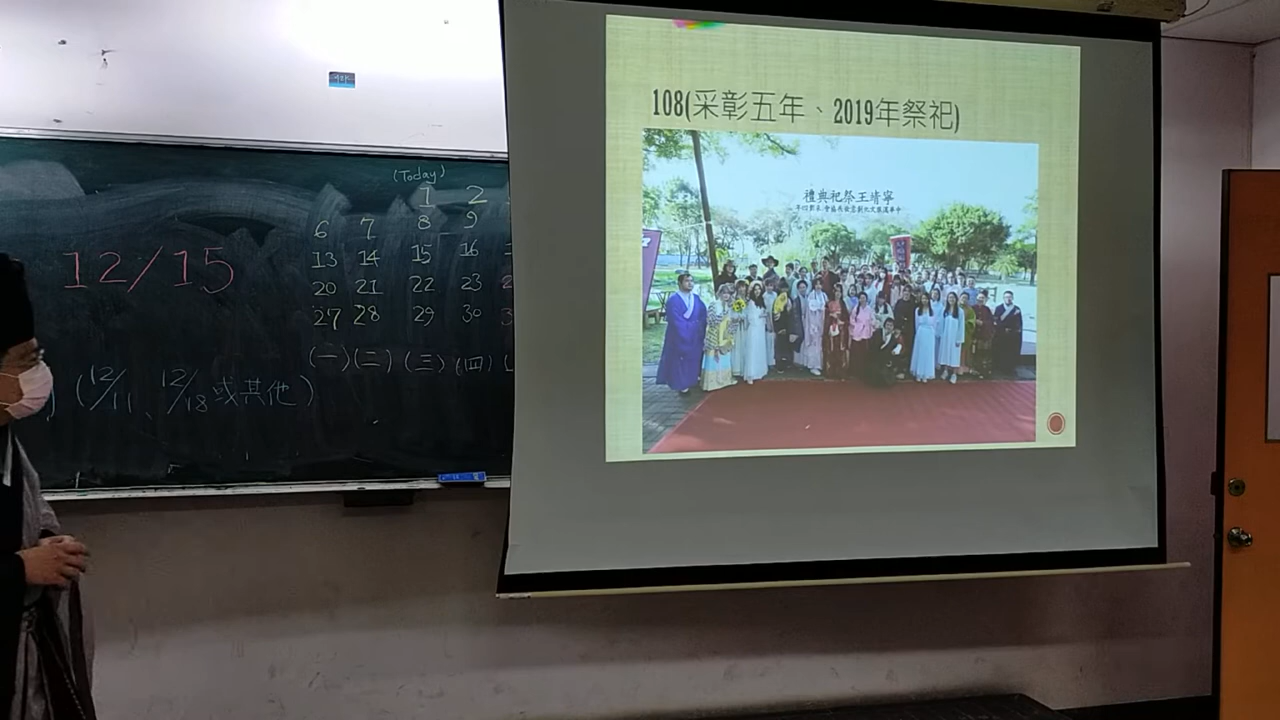 (Today)
1 2
6 7 8 9
13 14 15 16
20 21 22 23
27 28 29 30
(一)(二)(三)(四)
12/15
(12/11、12/18或其他)
108(采彰五年、2019年祭祀)
禮典祀祭王靖寧